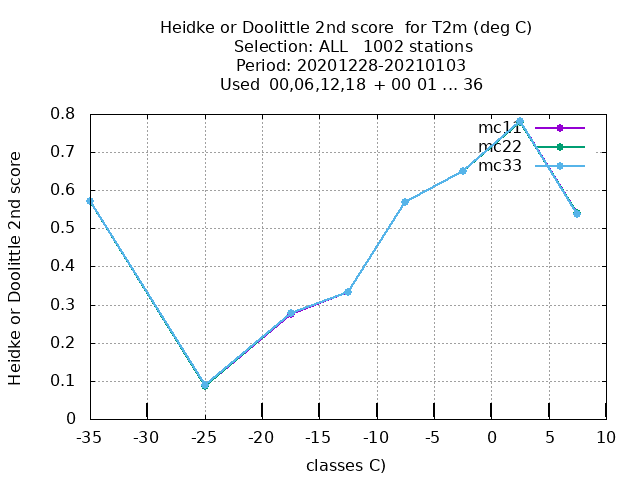 Heidke or Doolittle 2nd score  for T2m (deg C)
Selection: ALL   1002 stations
Period: 20201228-20210103
Used  00,06,12,18  + 00 01 ... 36
Heidke or Doolittle 2nd score
0.8
0.7
0.6
0.5
0.4
0.3
0.2
0.1
0
mc11
mc22
mc33
-35 -30 -25 -20 -15 -10 -5 0 5 10
classes C)